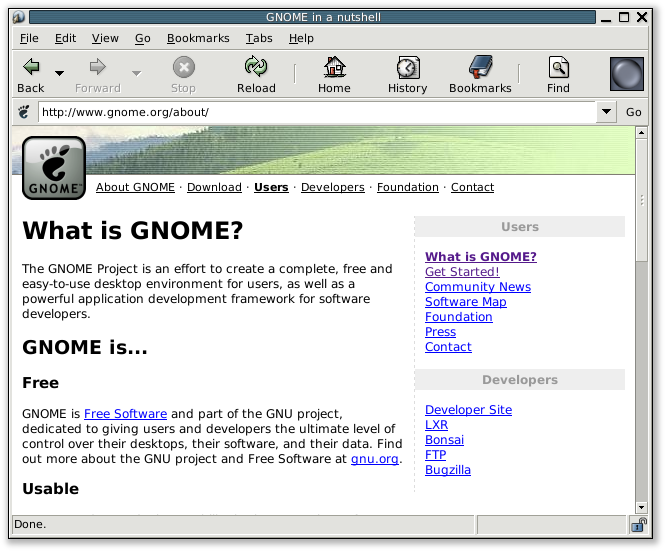 GNOME in a nutshell
File Edit View Go Bookmarks Tabs Help
Back Forward Stop Reload Home History Bookmarks Find
http://www.gnome.org/about/ Go
GNOME™
About GNOME · Download · Users · Developers · Foundation · Contact
What is GNOME?
The GNOME Project is an effort to create a complete, free and
easy-to-use desktop environment for users, as well as a
powerful application development framework for software
developers.
GNOME is...
Free
GNOME is Free Software and part of the GNU project,
dedicated to giving users and developers the ultimate level of
control over their desktops, their software, and their data. Find
out more about the GNU project and Free Software at gnu.org.
Usable
Users
What is GNOME?
Get Started!
Community News
Software Map
Foundation
Press
Contact
Developers
Developer Site
LXR
Bonsai
FTP
Bugzilla
Done.